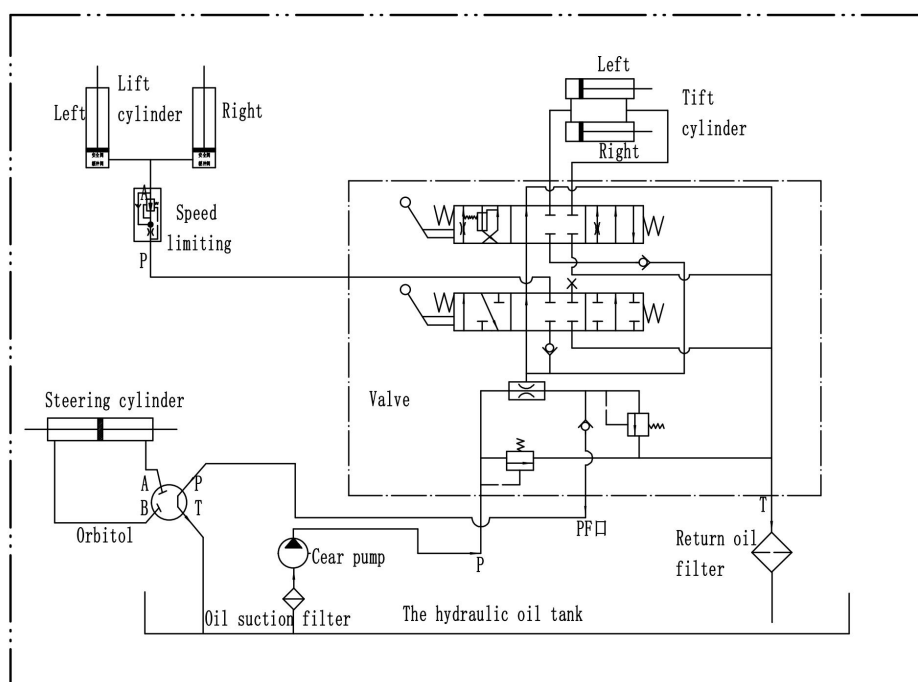 Left
Lift
cylinder
Right
Left
Tift
cylinder
Right
A
Speed
limiting
P
Valve
Steering cylinder
A
P
B
T
Orbitol
Cear pump
P
PF口
T
Return oil
filter
Oil suction filter
The hydraulic oil tank